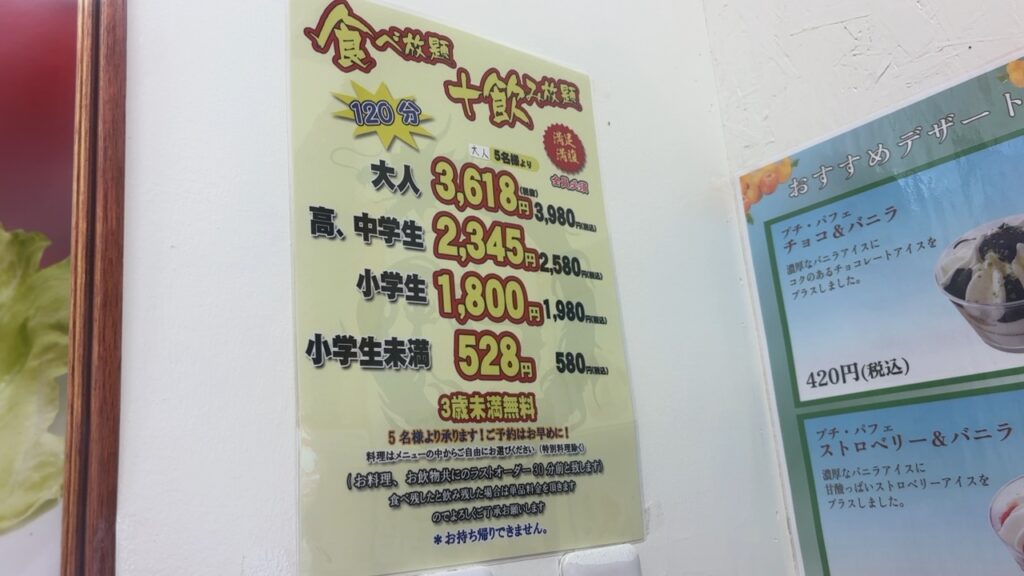 食べ放題
十飲み放題
120分
満足
満腹
大人 5名様より
大人 3,618円(税抜) 3,980円(税込)
高、中学生 2,345円 2,580円(税込)
小学生 1,800円 1,980円(税込)
小学生未満 528円 580円(税込)
3歳未満無料
5名様より承ります!ご予約はお早めに!
料理はメニューの中からご自由にお選びください(特別料理除く)
(お料理、お飲物共にのラストオーダー30分前と致します)
食べ残したと飲み残した場合は単品料金を頂きます
のでよろしくご了承お願いします
*お持ち帰りできません。
おすすめデザート
プチ・パフェ
チョコ&バニラ
濃厚なバニラアイスに
コクのあるチョコレートアイスを
プラスしました。
420円(税込)
プチ・パフェ
ストロベリー&バニラ
濃厚なバニラアイスに
甘酸っぱいストロベリーアイスを
プラスしました。